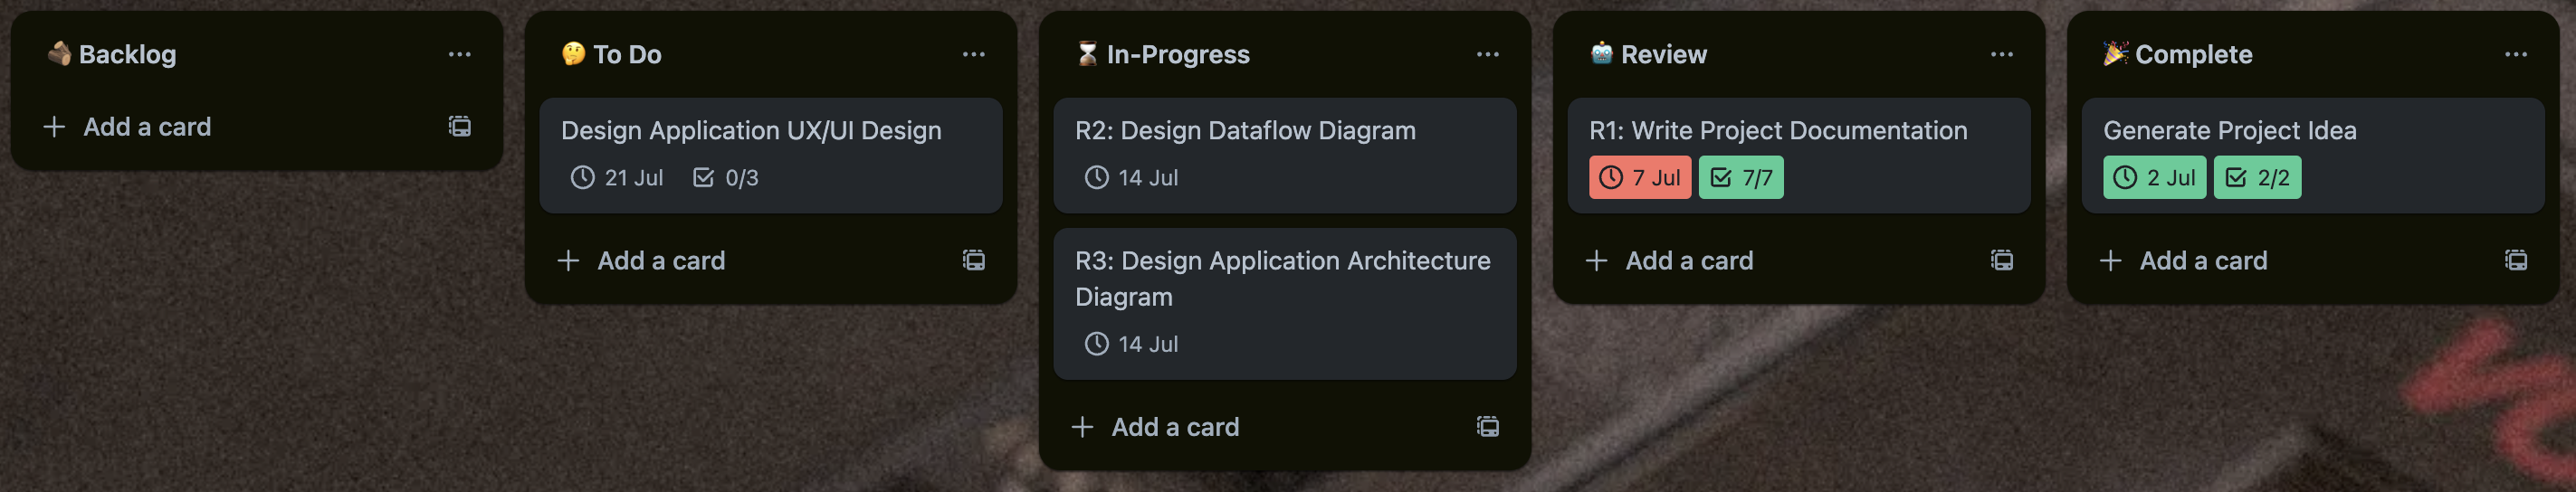 Backlog
Add a card
To Do
Design Application UX/UI Design
21 Jul 0/3
Add a card
In-Progress
R2: Design Dataflow Diagram
14 Jul
R3: Design Application Architecture
Diagram
14 Jul
Add a card
Review
R1: Write Project Documentation
7 Jul 7/7
Add a card
Complete
Generate Project Idea
2 Jul 2/2
Add a card